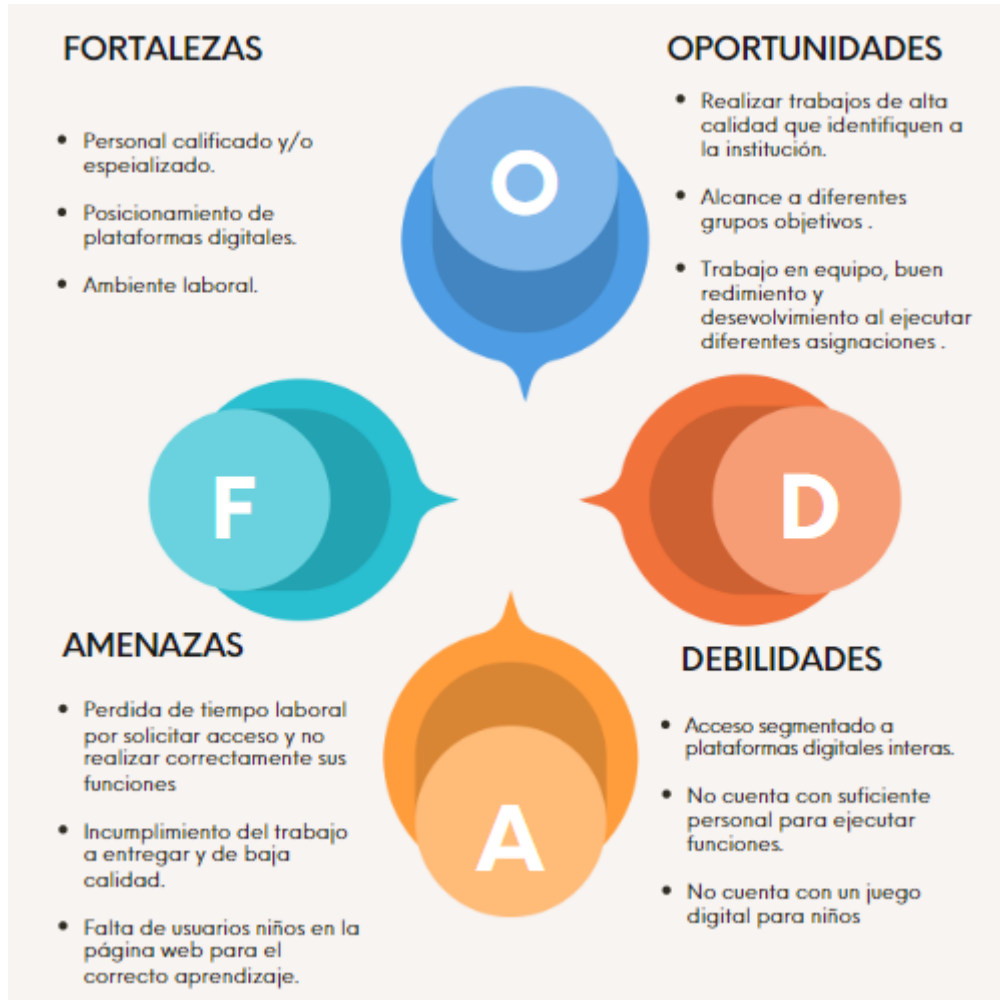 FORTALEZAS
• Personal calificado y/o
espeializado.
• Posicionamiento de
plataformas digitales.
• Ambiente laboral.
OPORTUNIDADES
• Realizar trabajos de alta
calidad que identifiquen a
la institución.
• Alcance a diferentes
grupos objetivos .
• Trabajo en equipo, buen
redimiento y
desevolvimiento al ejecutar
diferentes asignaciones .
O
F
D
A
AMENAZAS
• Perdida de tiempo laboral
por solicitar acceso y no
realizar correctamente sus
funciones
• Incumplimiento del trabajo
a entregar y de baja
calidad.
• Falta de usuarios niños en la
página web para el
correcto aprendizaje.
DEBILIDADES
• Acceso segmentado a
plataformas digitales interas.
• No cuenta con suficiente
personal para ejecutar
funciones.
• No cuenta con un juego
digital para niños